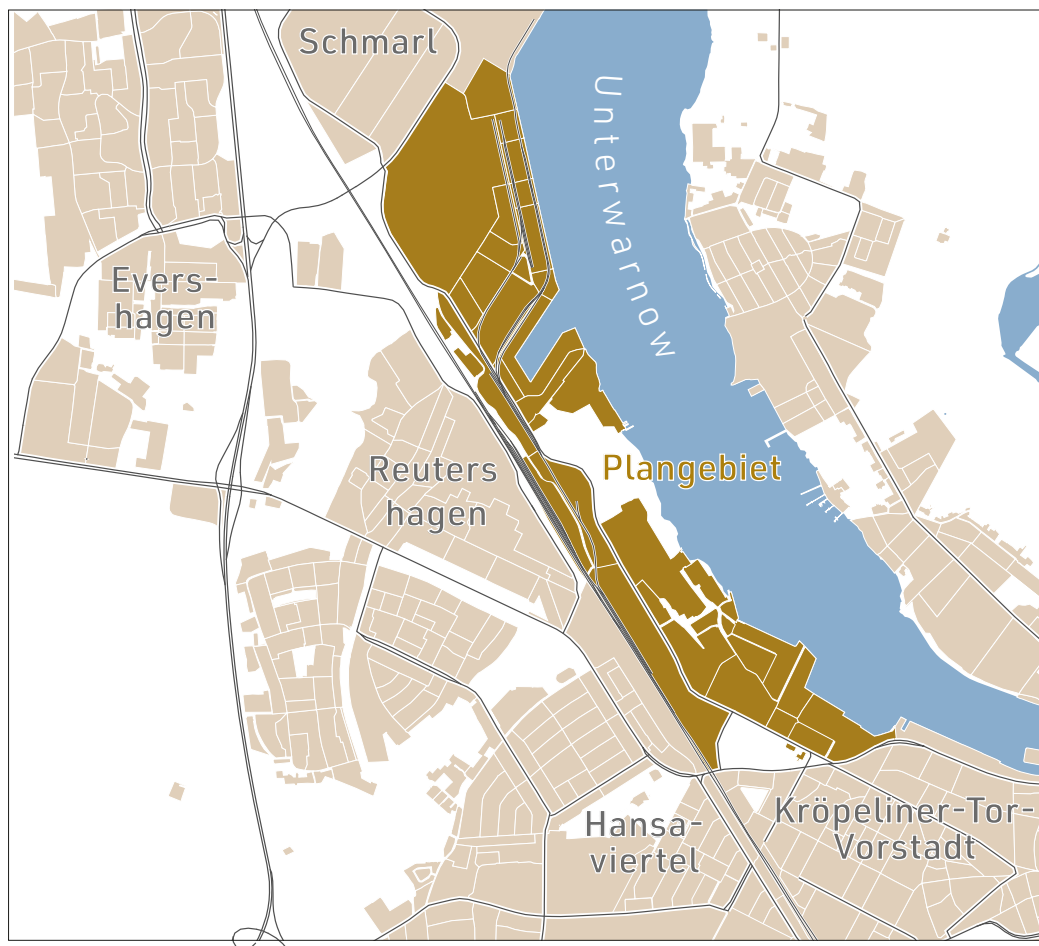 Schmarl
Unterwarnow
Evers-
hagen
Reuters
hagen
Plangebiet
Hansa-
viertel
Kröpeliner-Tor-
Vorstadt